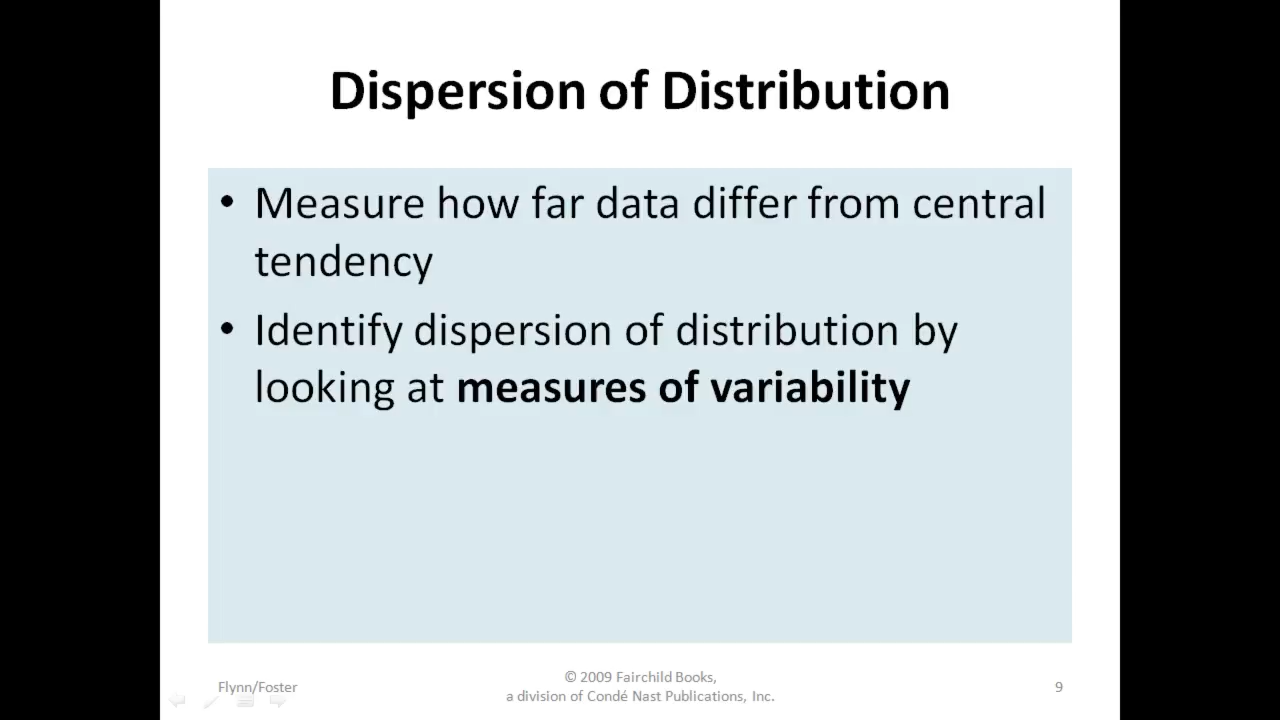 Dispersion of Distribution
• Measure how far data differ from central
tendency
• Identify dispersion of distribution by
looking at measures of variability
Flynn/Foster
© 2009 Fairchild Books,
a division of Condé Nast Publications, Inc.
9